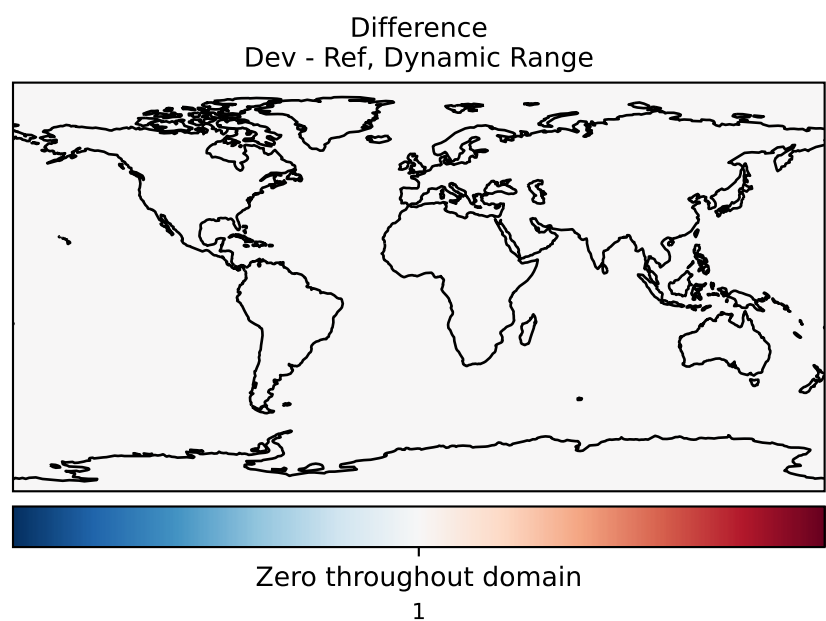 Difference
Dev - Ref, Dynamic Range
Zero throughout domain
1